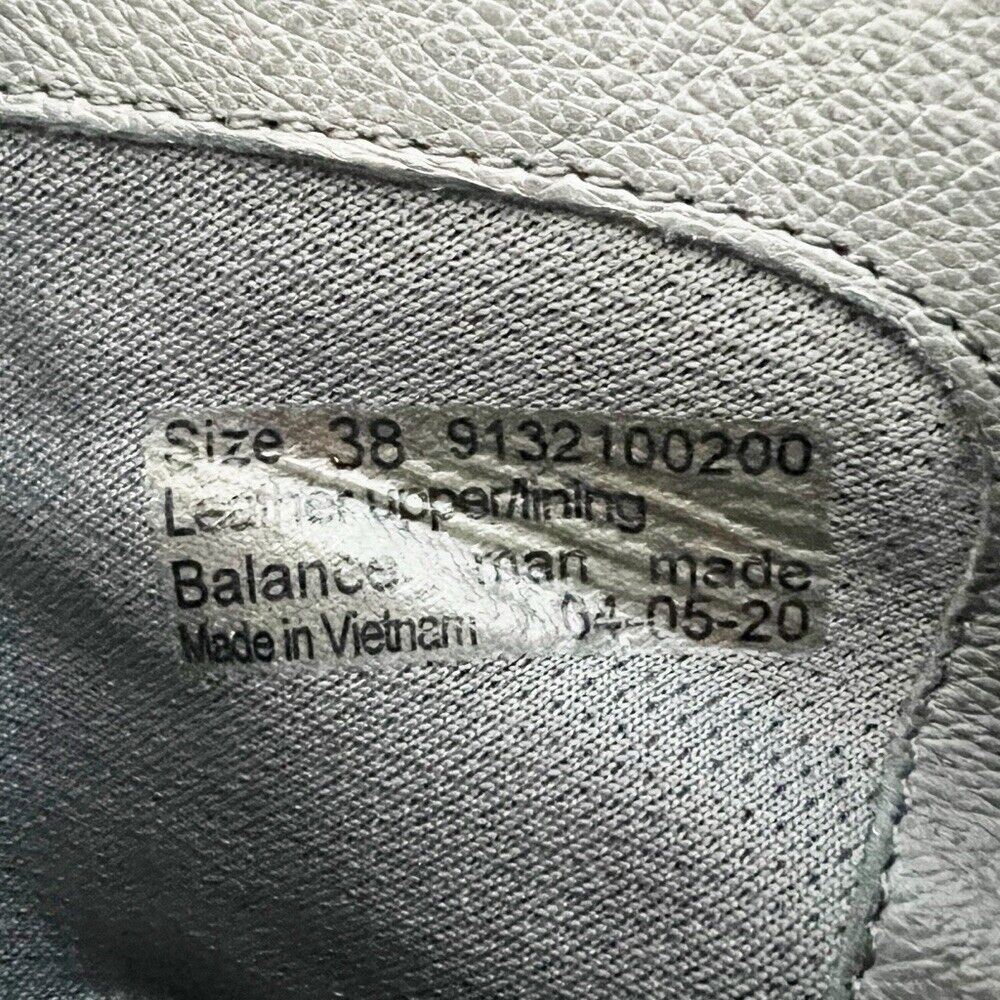 Size 38 9132100200
Leather upper/lining
Balance man made
Made in Vietnam 04-05-20